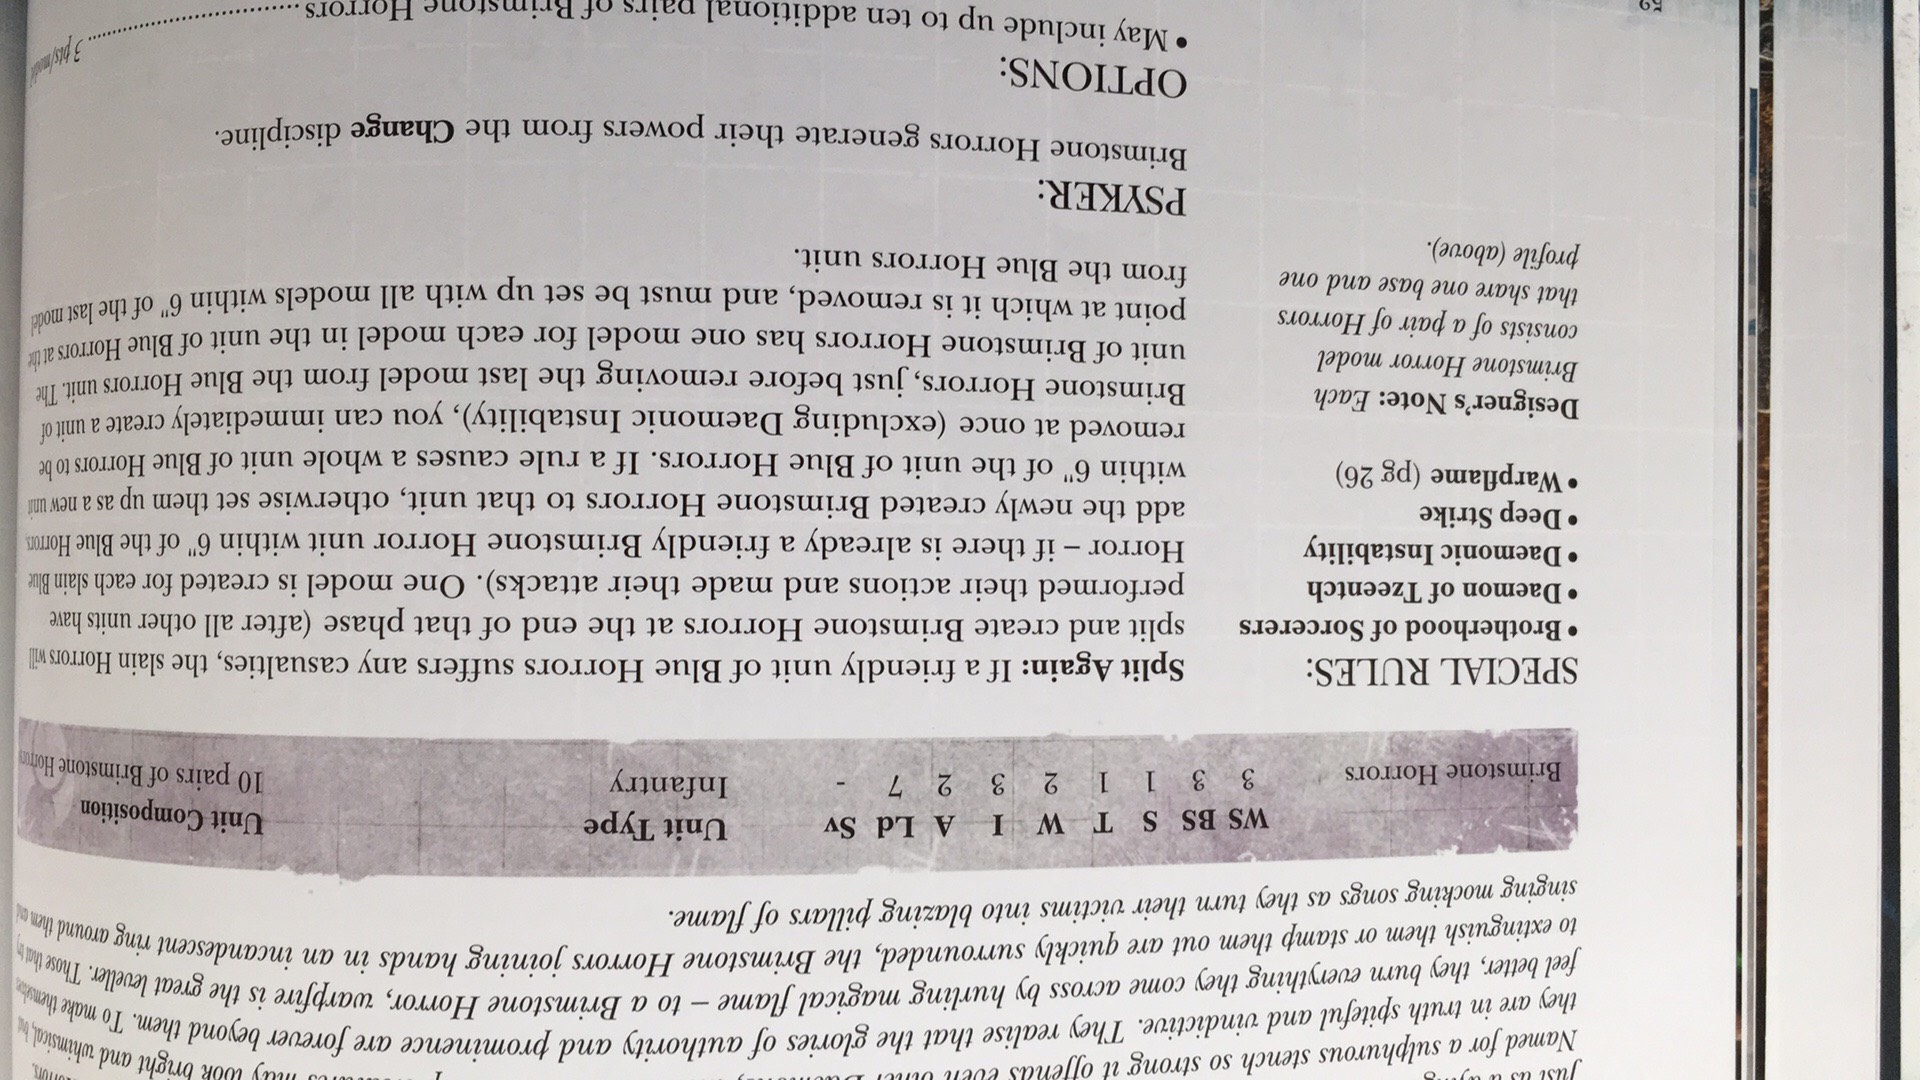 just as a
Named for a sulphurous stench so strong it offends even other
they are in truth spiteful and vindictive. They realise that the glories of authority and prominence are forever beyond them. To make themselves
feel better, they burn everything they come across by hurling magical flame – to a Brimstone Horror, warpfire is the great leveller. Those that try
to extinguish them or stamp them out are quickly surrounded, the Brimstone Horrors joining hands in an incandescent ring around them and
singing mocking songs as they turn their victims into blazing pillars of flame.
WS BS S T W I A Ld Sv Unit Type Unit Composition
Brimstone Horrors 3 3 1 1 2 3 2 7 - Infantry 10 pairs of Brimstone Horrors
SPECIAL RULES:
• Brotherhood of Sorcerers
• Daemon of Tzeentch
• Daemonic Instability
• Deep Strike
• Warpflame (pg 26)
Designer's Note: Each
Brimstone Horror model
consists of a pair of Horrors
that share one base and one
profile (above).
Split Again: If a friendly unit of Blue Horrors suffers any casualties, the slain Horrors will
split and create Brimstone Horrors at the end of that phase (after all other units have
performed their actions and made their attacks). One model is created for each slain Blue
Horror – if there is already a friendly Brimstone Horror unit within 6" of the Blue Horrors,
add the newly created Brimstone Horrors to that unit, otherwise set them up as a new unit
within 6" of the unit of Blue Horrors. If a rule causes a whole unit of Blue Horrors to be
removed at once (excluding Daemonic Instability), you can immediately create a unit of
Brimstone Horrors, just before removing the last model from the Blue Horrors unit. The
unit of Brimstone Horrors has one model for each model in the unit of Blue Horrors at the
point at which it is removed, and must be set up with all models within 6" of the last model
from the Blue Horrors unit.
PSYKER:
Brimstone Horrors generate their powers from the Change discipline.
OPTIONS:
• May include up to ten additional pairs of Brimstone Horrors ........ 3 pts/model
52